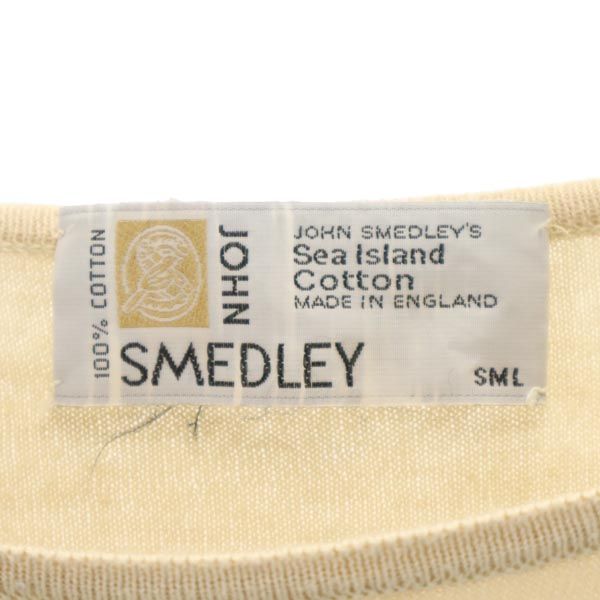 100% COTTON
JOHN
SMEDLEY
JOHN SMEDLEY'S
Sea Island
Cotton
MADE IN ENGLAND
SML